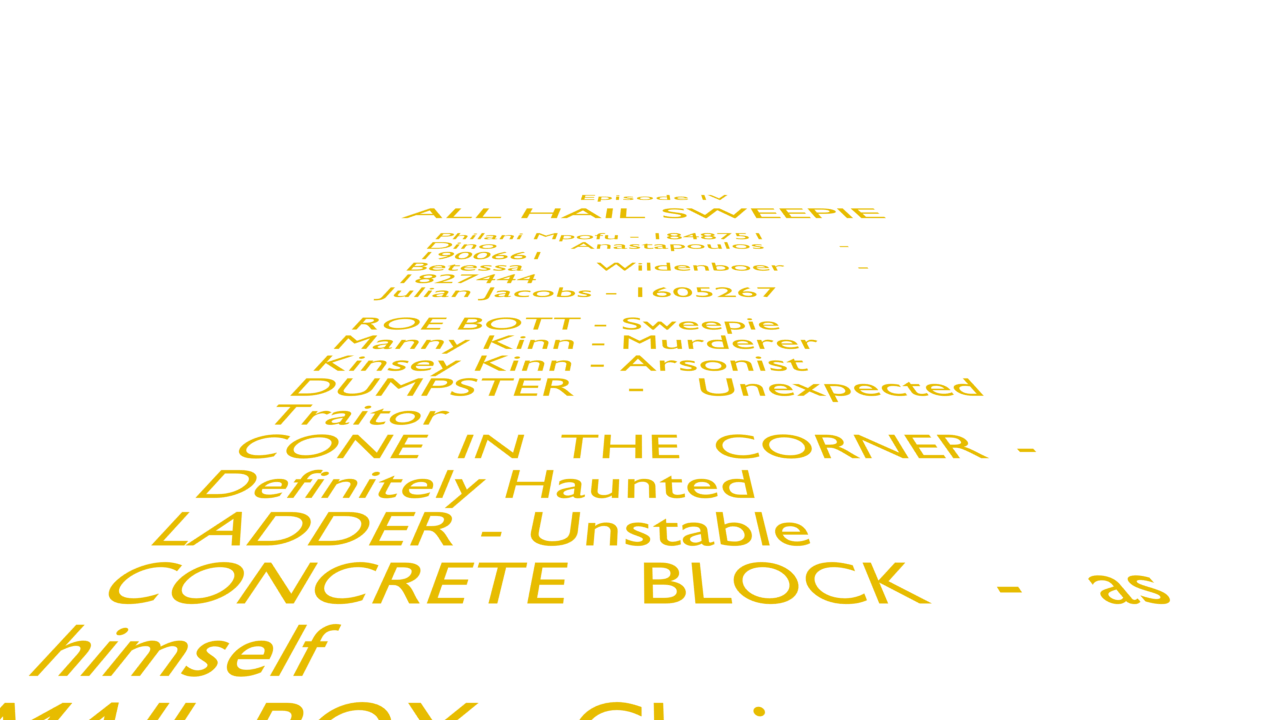 Episode IV
ALL HAIL SWEEPIE
Philani Mpofu - 1848751
Dino Anastapoulos -
1900661
Betessa Wildenboer -
1827444
Julian Jacobs - 1605267
ROE BOTT - Sweepie
Manny Kinn - Murderer
Kinsey Kinn - Arsonist
DUMPSTER - Unexpected
Traitor
CONE IN THE CORNER -
Definitely Haunted
LADDER - Unstable
CONCRETE BLOCK - as
himself
MAIL BOX